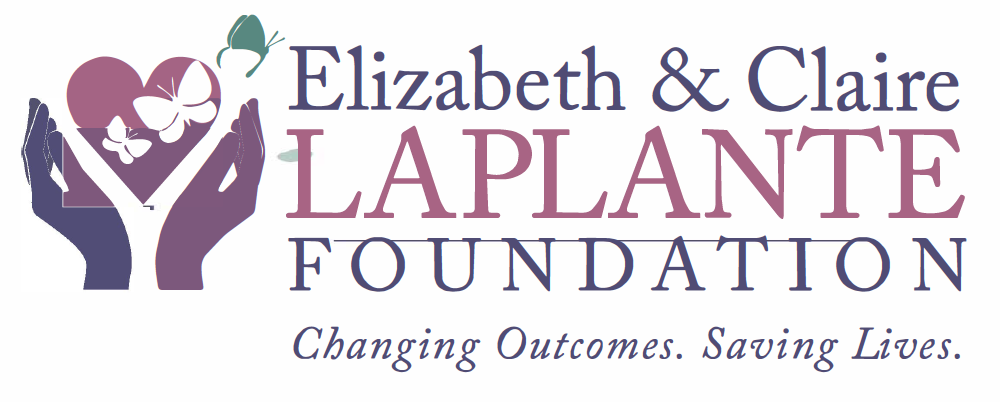 Elizabeth & Claire
LAPLANTE
FOUNDATION
Changing Outcomes. Saving Lives.